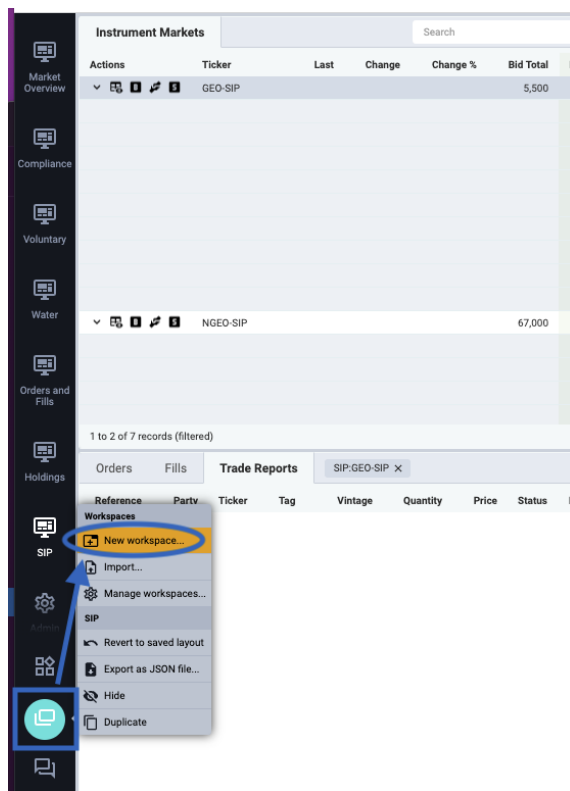 Instrument Markets
Search
Actions Ticker Last Change Change % Bid Total
GEO-SIP 5,500
NGEO-SIP 67,000
1 to 2 of 7 records (filtered)
Orders Fills Trade Reports SIP:GEO-SIP
Reference Party Ticker Tag Vintage Quantity Price Status
Market
Overview
Compliance
Voluntary
Water
Orders and
Fills
Holdings
SIP
Admin
Workspaces
New workspace...
Import...
Manage workspaces...
SIP
Revert to saved layout
Export as JSON file...
Hide
Duplicate